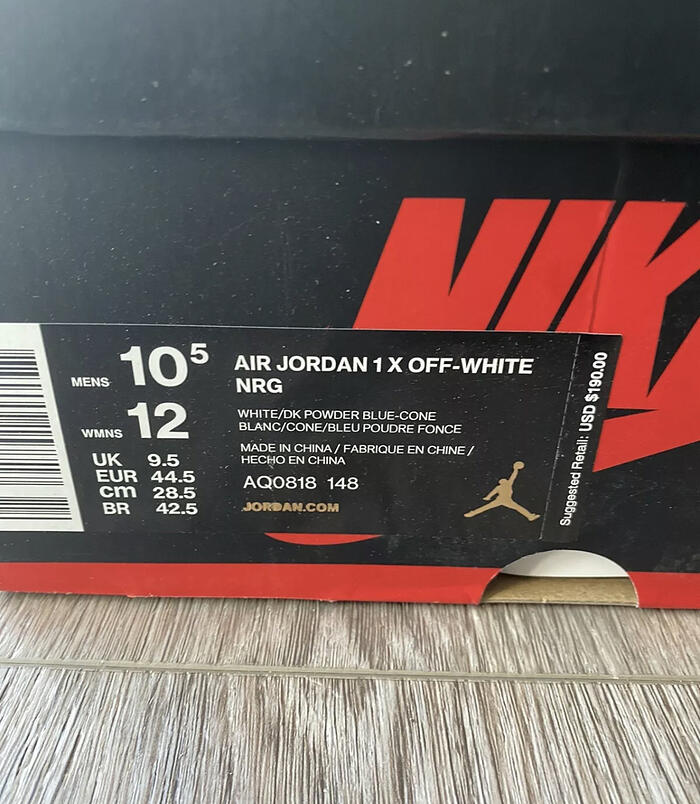 NIK
MENS 10⁵
WMNS 12
UK 9.5
EUR 44.5
cm 28.5
BR 42.5
AIR JORDAN 1 X OFF-WHITE
NRG
WHITE/DK POWDER BLUE-CONE
BLANC/CONE/BLEU POUDRE FONCE
MADE IN CHINA / FABRIQUE EN CHINE /
HECHO EN CHINA
AQ0818 148
JORDAN.COM
Suggested Retail: USD $190.00